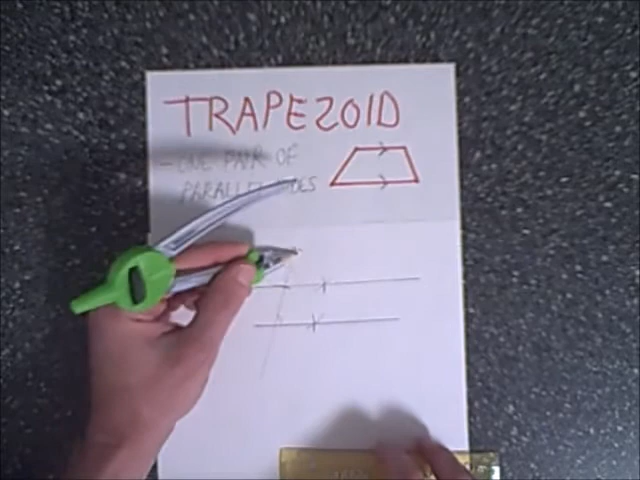 TRAPEZOID
- ONE PAIR OF
PARALLEL SIDES